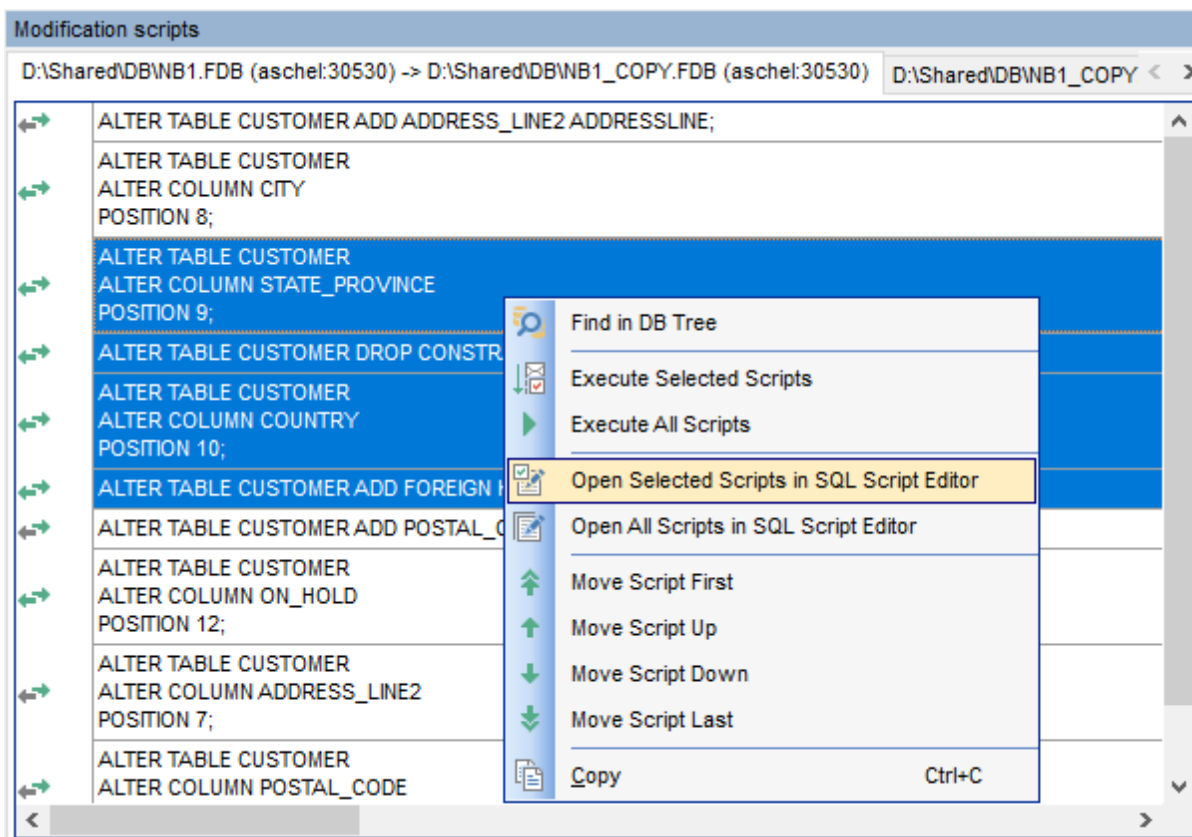 Modification scripts
D:\Shared\DB\NB1.FDB (aschel:30530) -> D:\Shared\DB\NB1_COPY.FDB (aschel:30530)
D:\Shared\DB\NB1_COPY
ALTER TABLE CUSTOMER ADD ADDRESS_LINE2 ADDRESSLINE;
ALTER TABLE CUSTOMER
ALTER COLUMN CITY
POSITION 8;
ALTER TABLE CUSTOMER
ALTER COLUMN STATE_PROVINCE
POSITION 9;
ALTER TABLE CUSTOMER DROP CONSTR
ALTER TABLE CUSTOMER
ALTER COLUMN COUNTRY
POSITION 10;
ALTER TABLE CUSTOMER ADD FOREIGN
ALTER TABLE CUSTOMER ADD POSTAL_
ALTER TABLE CUSTOMER
ALTER COLUMN ON_HOLD
POSITION 12;
ALTER TABLE CUSTOMER
ALTER COLUMN ADDRESS_LINE2
POSITION 7;
ALTER TABLE CUSTOMER
ALTER COLUMN POSTAL_CODE
Find in DB Tree
Execute Selected Scripts
Execute All Scripts
Open Selected Scripts in SQL Script Editor
Open All Scripts in SQL Script Editor
Move Script First
Move Script Up
Move Script Down
Move Script Last
Copy Ctrl+C